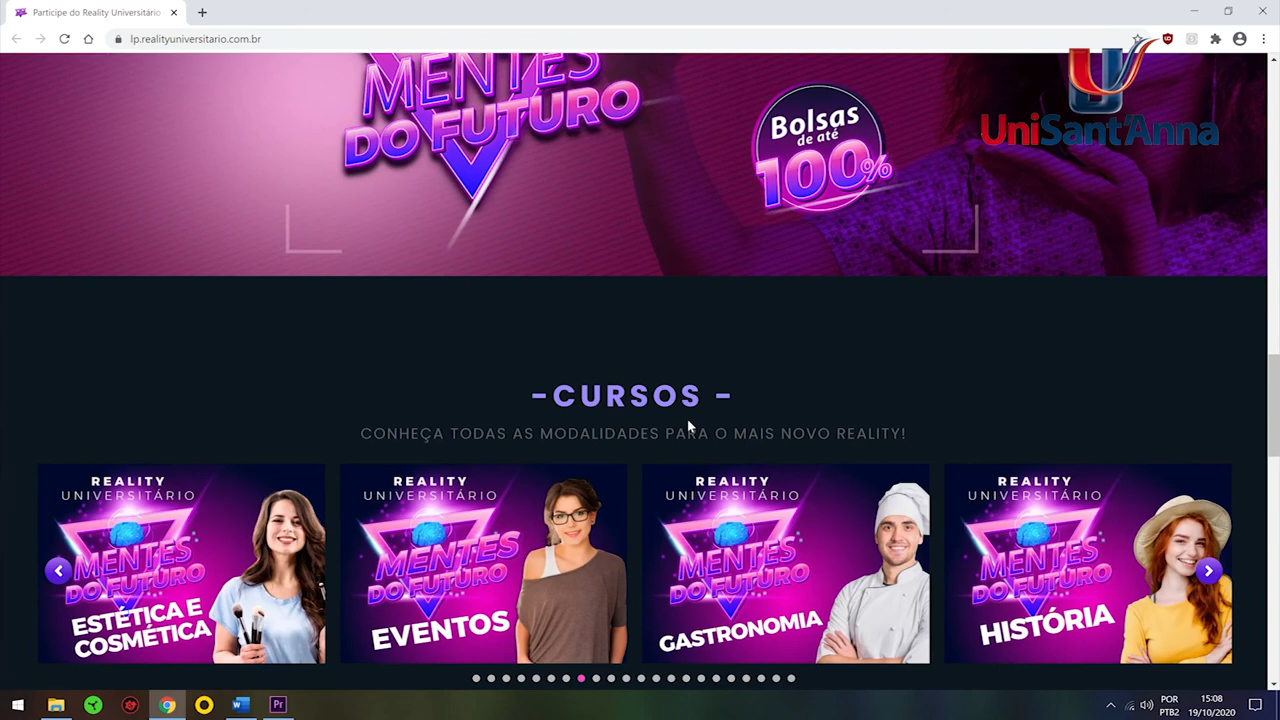 Participe do Reality Universitário
lp.realityuniversitario.com.br
MENTES
DO FUTURO
Bolsas
de até
100%
UniSant'Anna
-CURSOS -
CONHEÇA TODAS AS MODALIDADES PARA O MAIS NOVO REALITY!
REALITY
UNIVERSITÁRIO
MENTES
DO FUTURO
ESTÉTICA E
COSMÉTICA
REALITY
UNIVERSITÁRIO
MENTES
DO FUTURO
EVENTOS
REALITY
UNIVERSITÁRIO
MENTES
DO FUTURO
GASTRONOMIA
REALITY
UNIVERSITÁRIO
MENTES
DO FUTURO
HISTÓRIA
W
Pr
POR
PTB2
15:08
19/10/2020